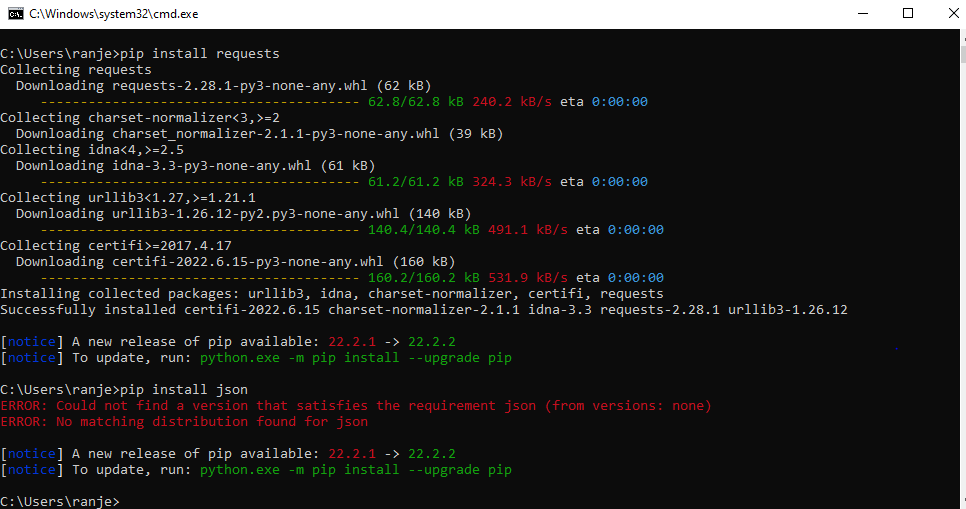 C:\Windows\system32\cmd.exe
C:\Users\ranje>pip install requests
Collecting requests
  Downloading requests-2.28.1-py3-none-any.whl (62 kB)
     ---------------------------------------- 62.8/62.8 kB 240.2 kB/s eta 0:00:00
Collecting charset-normalizer<3,>=2
  Downloading charset_normalizer-2.1.1-py3-none-any.whl (39 kB)
Collecting idna<4,>=2.5
  Downloading idna-3.3-py3-none-any.whl (61 kB)
     ---------------------------------------- 61.2/61.2 kB 324.3 kB/s eta 0:00:00
Collecting urllib3<1.27,>=1.21.1
  Downloading urllib3-1.26.12-py2.py3-none-any.whl (140 kB)
     ---------------------------------------- 140.4/140.4 kB 491.1 kB/s eta 0:00:00
Collecting certifi>=2017.4.17
  Downloading certifi-2022.6.15-py3-none-any.whl (160 kB)
     ---------------------------------------- 160.2/160.2 kB 531.9 kB/s eta 0:00:00
Installing collected packages: urllib3, idna, charset-normalizer, certifi, requests
Successfully installed certifi-2022.6.15 charset-normalizer-2.1.1 idna-3.3 requests-2.28.1 urllib3-1.26.12
[notice] A new release of pip available: 22.2.1 -> 22.2.2
[notice] To update, run: python.exe -m pip install --upgrade pip
C:\Users\ranje>pip install json
ERROR: Could not find a version that satisfies the requirement json (from versions: none)
ERROR: No matching distribution found for json
[notice] A new release of pip available: 22.2.1 -> 22.2.2
[notice] To update, run: python.exe -m pip install --upgrade pip
C:\Users\ranje>